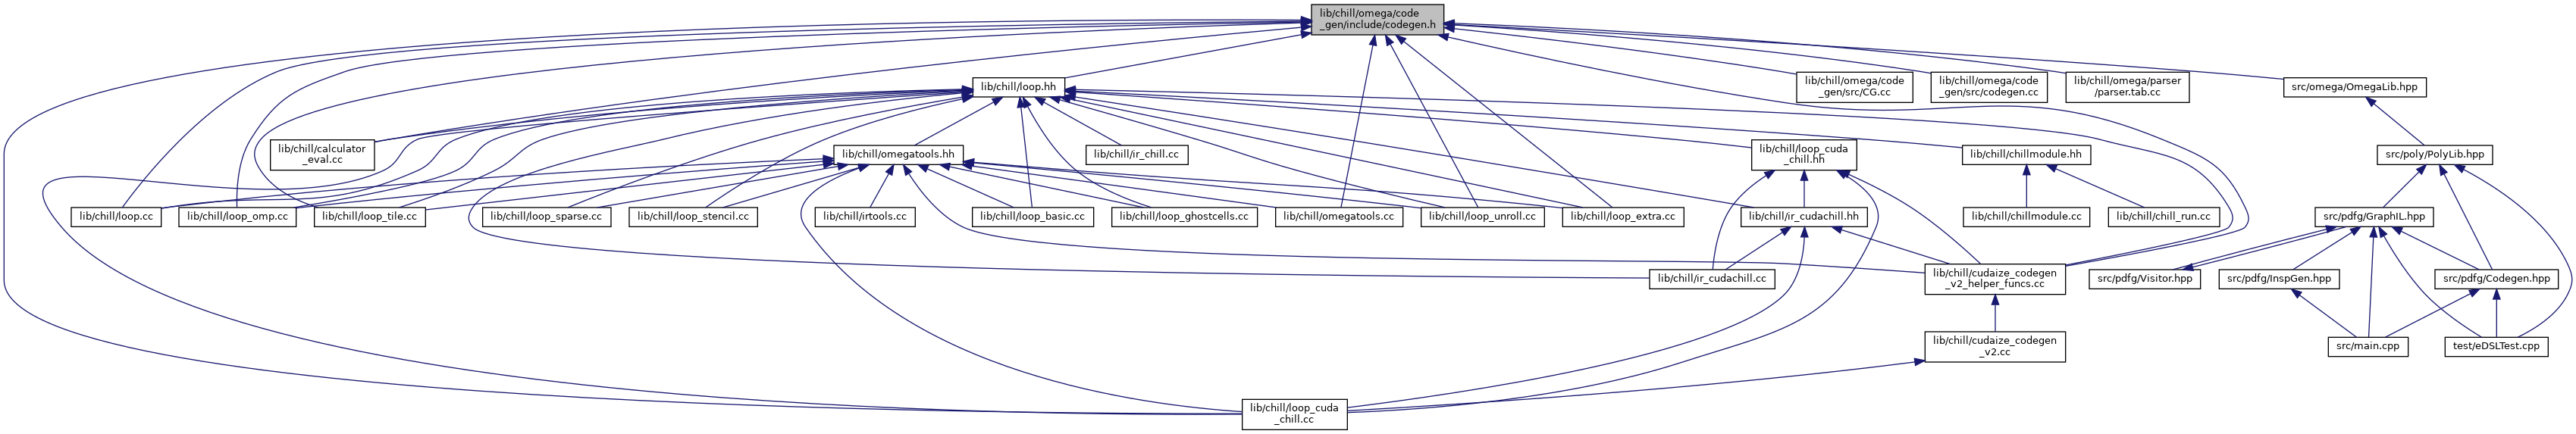 lib/chill/omega/code
_gen/include/codegen.h
lib/chill/loop.hh
lib/chill/omega/code
_gen/src/CG.cc
lib/chill/omega/code
_gen/src/codegen.cc
lib/chill/omega/parser
/parser.tab.cc
src/omega/OmegaLib.hpp
lib/chill/calculator
_eval.cc
lib/chill/omegatools.hh
lib/chill/ir_chill.cc
lib/chill/loop_cuda
_chill.hh
lib/chill/chillmodule.hh
src/poly/PolyLib.hpp
lib/chill/loop.cc
lib/chill/loop_omp.cc
lib/chill/loop_tile.cc
lib/chill/loop_sparse.cc
lib/chill/loop_stencil.cc
lib/chill/irtools.cc
lib/chill/loop_basic.cc
lib/chill/loop_ghostcells.cc
lib/chill/omegatools.cc
lib/chill/loop_unroll.cc
lib/chill/loop_extra.cc
lib/chill/ir_cudachill.hh
lib/chill/chillmodule.cc
lib/chill/chill_run.cc
src/pdfg/GraphIL.hpp
lib/chill/ir_cudachill.cc
lib/chill/cudaize_codegen
_v2_helper_funcs.cc
src/pdfg/Visitor.hpp
src/pdfg/InspGen.hpp
src/pdfg/Codegen.hpp
lib/chill/cudaize_codegen
_v2.cc
src/main.cpp
test/eDSLTest.cpp
lib/chill/loop_cuda
_chill.cc